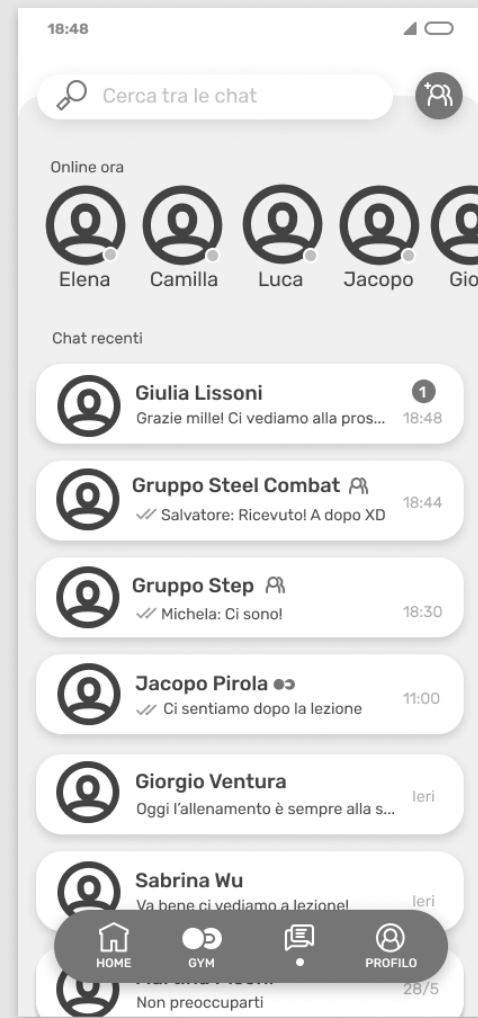 18:48
Cerca tra le chat
Online ora
Elena Camilla Luca Jacopo Gio
Chat recenti
Giulia Lissoni 1
Grazie mille! Ci vediamo alla pros... 18:48
Gruppo Steel Combat
Salvatore: Ricevuto! A dopo XD 18:44
Gruppo Step
Michela: Ci sono! 18:30
Jacopo Pirola
Ci sentiamo dopo la lezione 11:00
Giorgio Ventura
Oggi l'allenamento è sempre alla s... Ieri
Sabrina Wu
Va bene ci vediamo a lezione! Ieri
HOME GYM PROFILO
Non preoccuparti 28/5